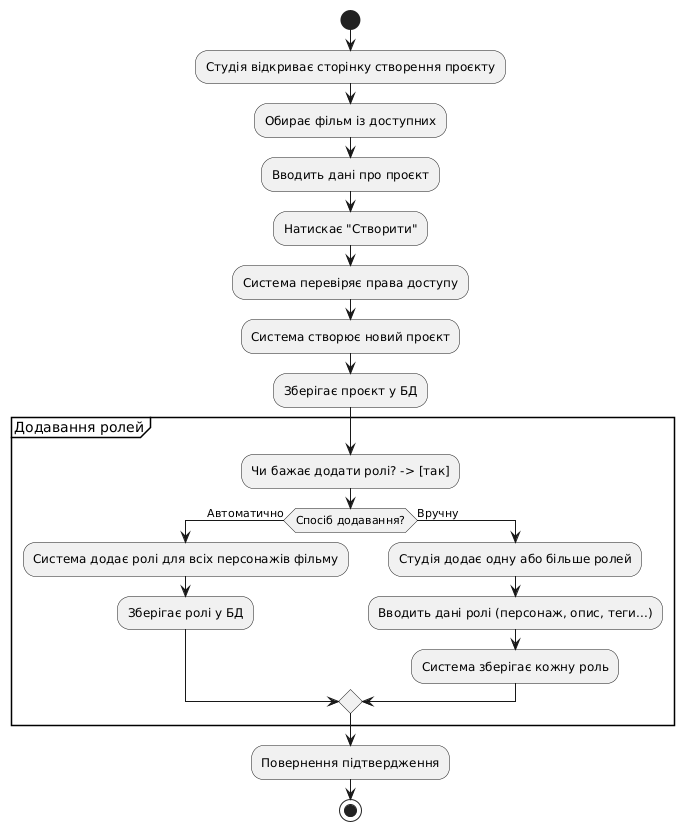 Студія відкриває сторінку створення проєкту
Обирає фільм із доступних
Вводить дані про проєкт
Натискає "Створити"
Система перевіряє права доступу
Система створює новий проєкт
Зберігає проєкт у БД
Додавання ролей
Чи бажає додати ролі? -> [так]
Автоматично
Спосіб додавання?
Вручну
Система додає ролі для всіх персонажів фільму
Студія додає одну або більше ролей
Зберігає ролі у БД
Вводить дані ролі (персонаж, опис, теги...)
Система зберігає кожну роль
Повернення підтвердження